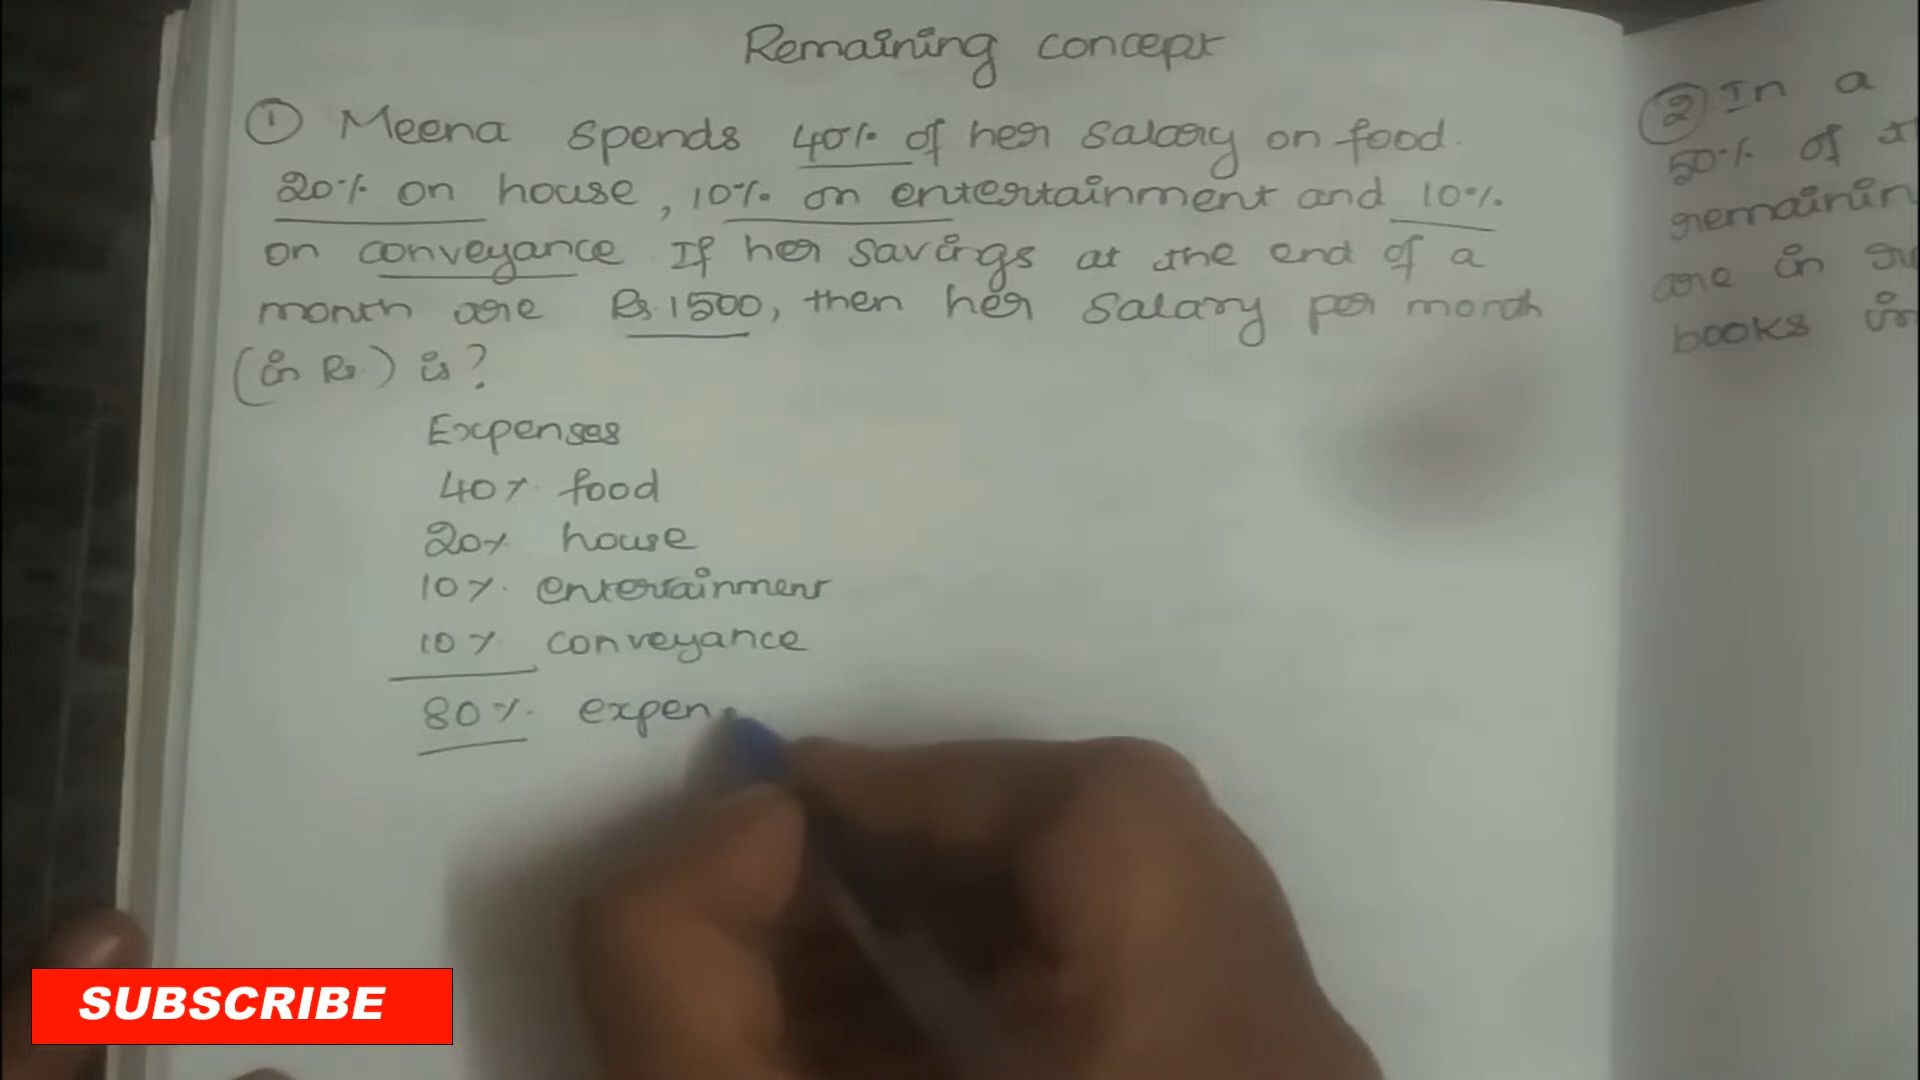 Remaining concept
① Meena spends 40% of her salary on food.
20% on house, 10% on entertainment and 10%
on conveyance If her savings at the end of a
month are Rs.1500, then her salary per month
(in Rs.) is?
Expenses
40% food
20% house
10% entertainment
10% conveyance
80% expen
② In a
50% of
remainin
are in
books in
SUBSCRIBE